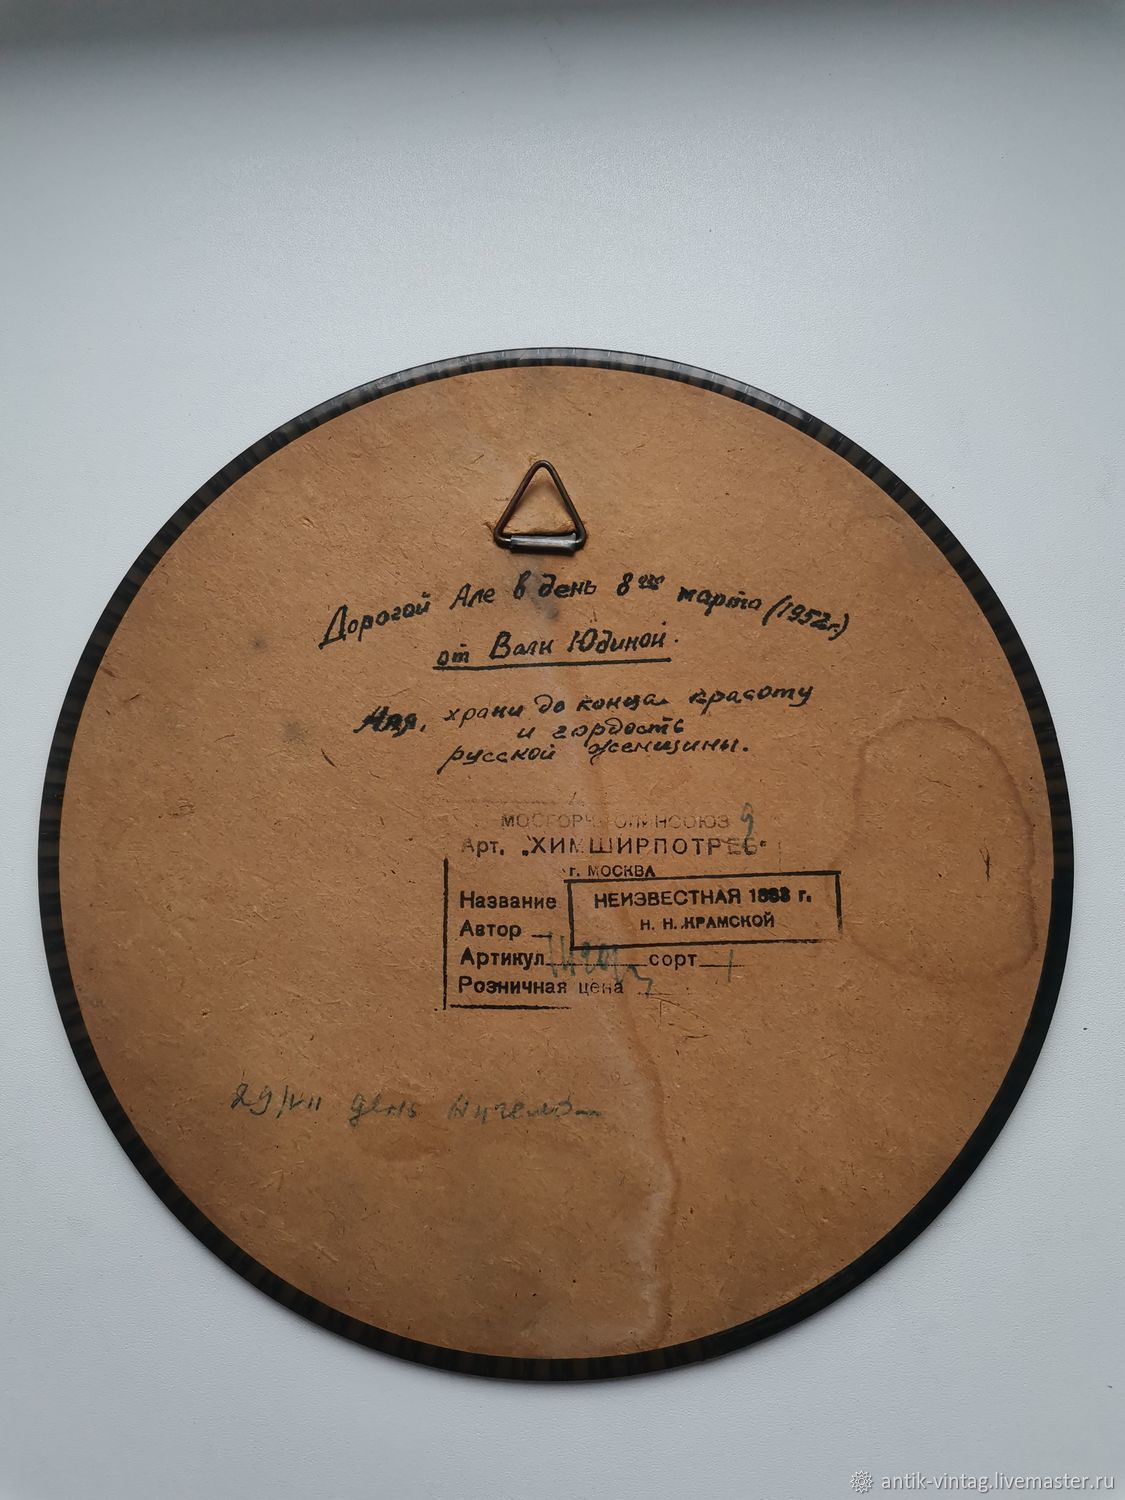 Дорогой Але в день 8го марта (1952г.)
от Вали Юдиной.
Аля, храни до конца красоту
и гордость
русской женщины.
Арт. „ХИМШИРПОТРЕБ"
г. МОСКВА
Название НЕИЗВЕСТНАЯ 1883 г.
Автор Н. Н. КРАМСКОЙ
Артикул сорт 1
Розничная цена
29/VII день
antik-vintag.livemaster.ru